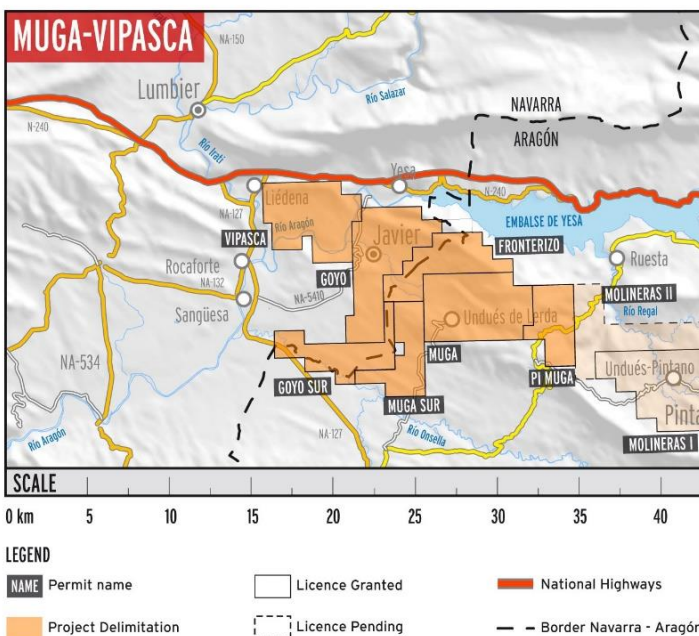 MUGA-VIPASCA
NA-150
Lumbier
Río Salazar
N-240
Río Irati
NAVARRA
ARAGÓN
Yesa
N-240
Liédena
NA-127
Río Aragón
EMBALSE DE YESA
VIPASCA
Javier
FRONTERIZO
Rocaforte
GOYO
Ruesta
NA-132
NA-5410
MOLINERAS II
Sangüesa
Río Regal
Undués de Lerda
NA-534
MUGA
Undués-Pintano
PI MUGA
GOYO SUR
Pinta
MUGA SUR
Río Aragón
NA-127
Río Onsella
MOLINERAS I
SCALE
0 km 5 10 15 20 25 30 35 40
LEGEND
NAME Permit name Licence Granted National Highways
Project Delimitation Licence Pending Border Navarra - Aragón